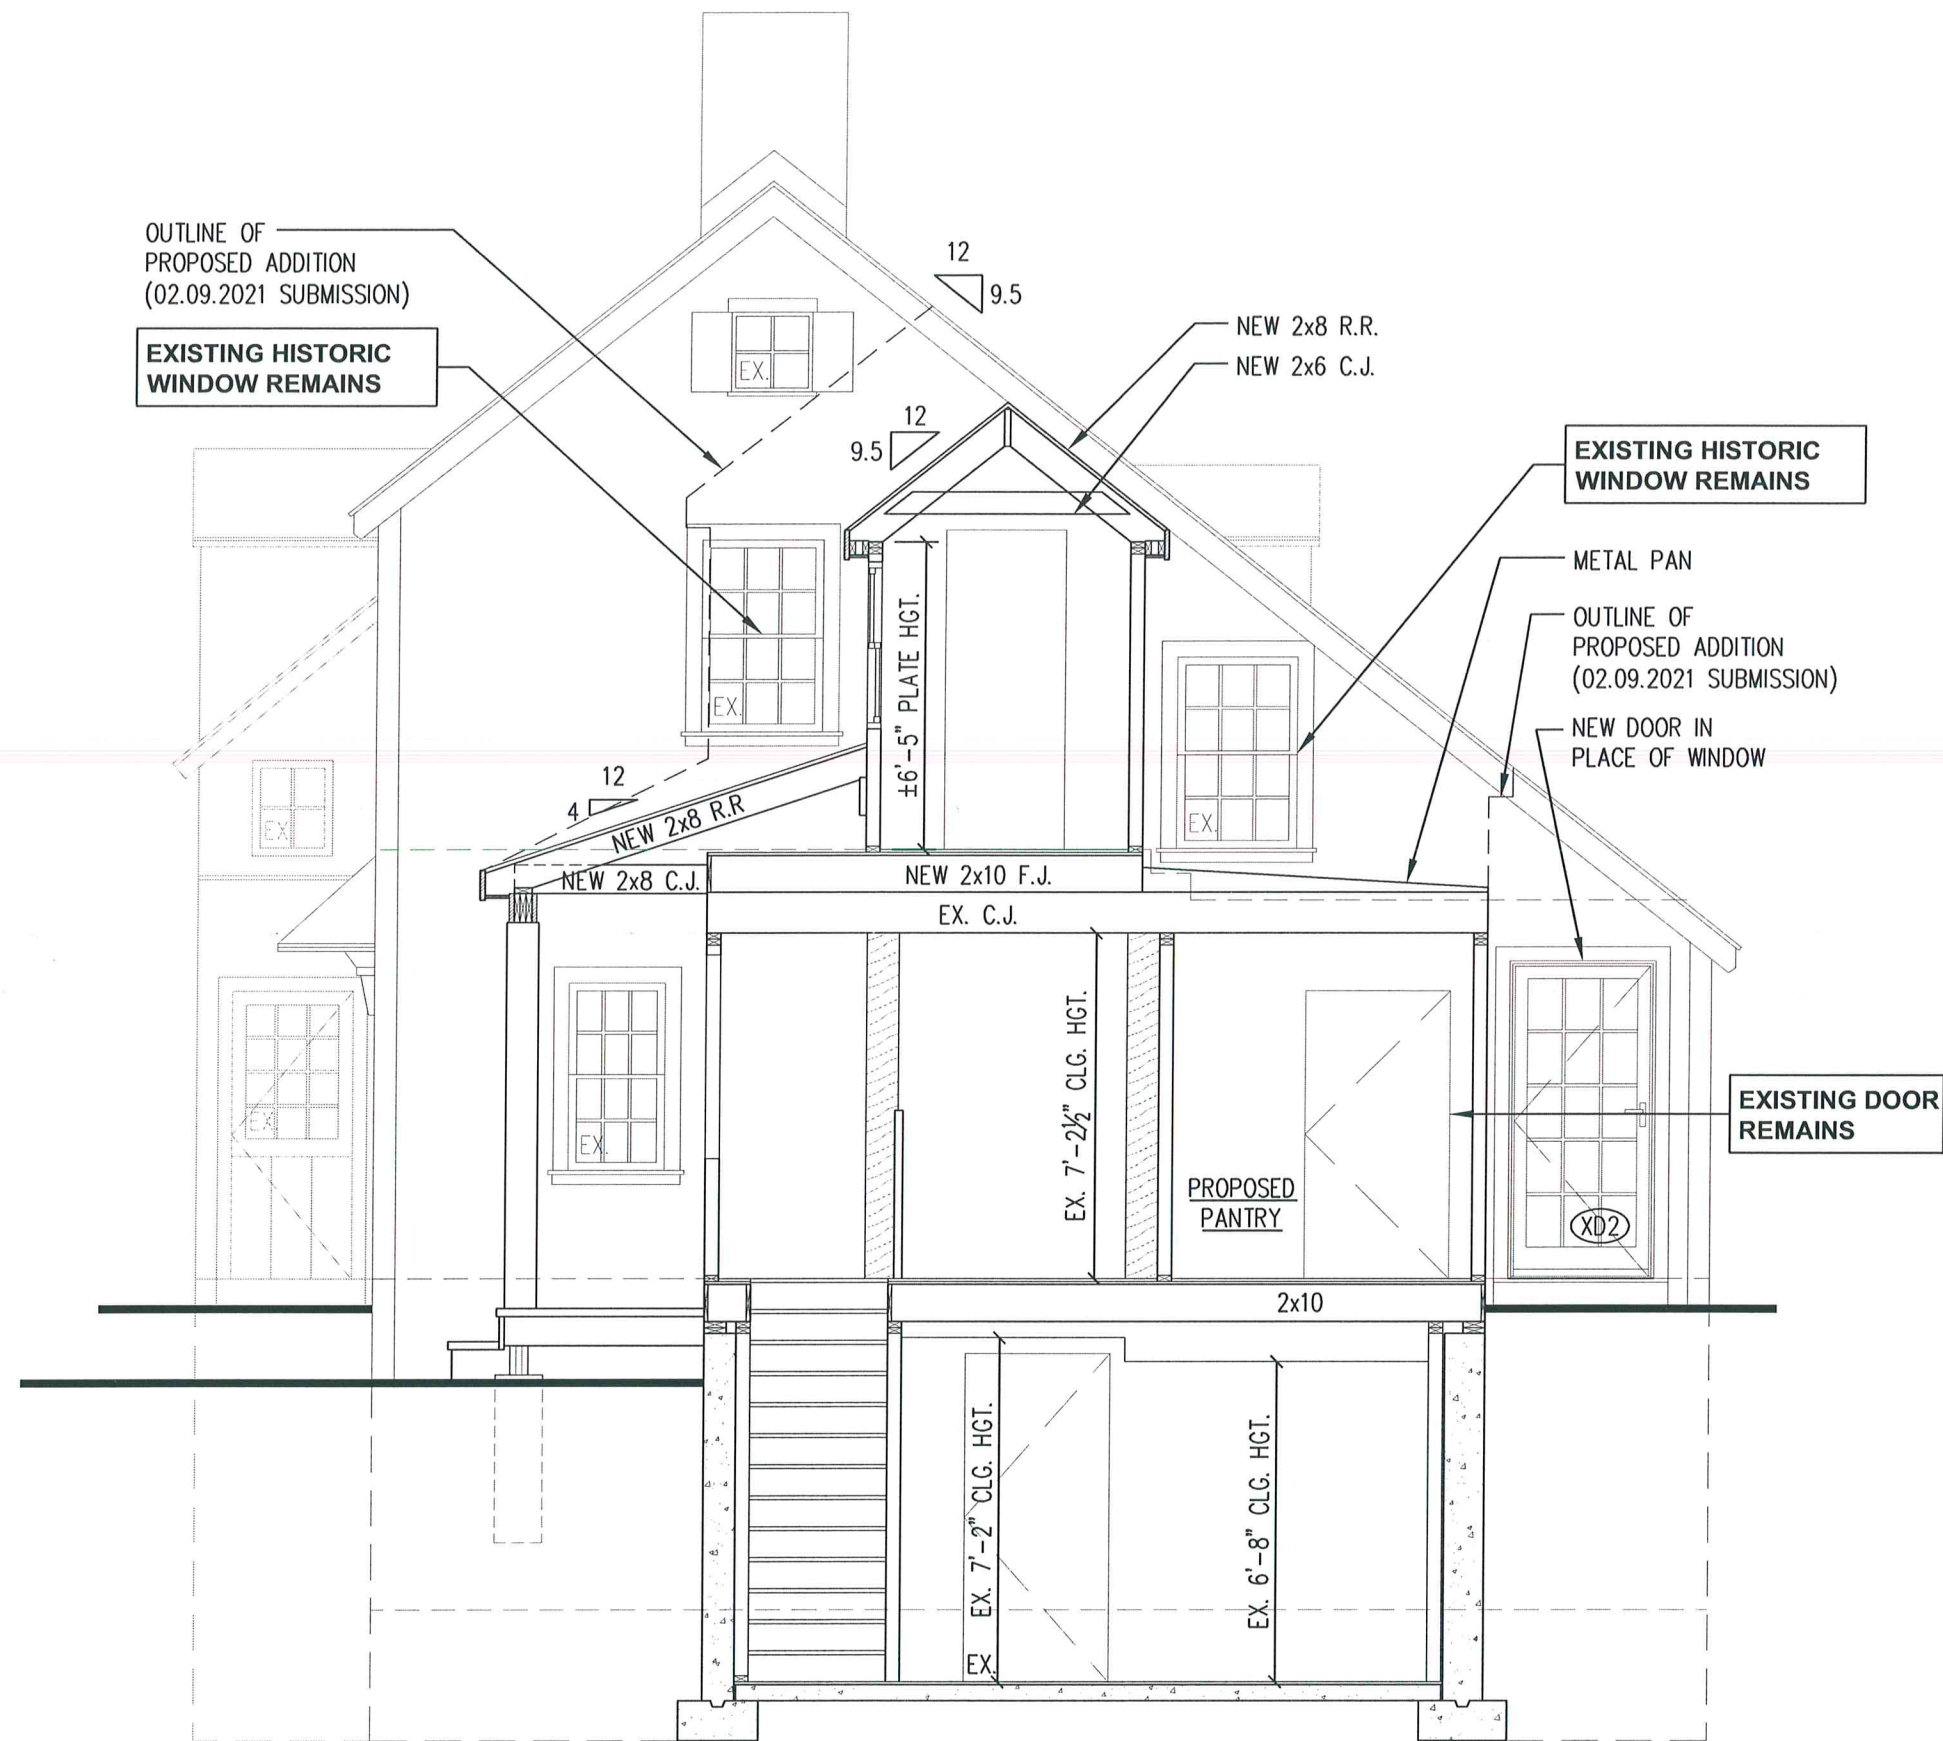 OUTLINE OF
PROPOSED ADDITION
(02.09.2021 SUBMISSION)
EXISTING HISTORIC
WINDOW REMAINS
12
9.5
NEW 2x8 R.R.
NEW 2x6 C.J.
EX.
12
9.5
EXISTING HISTORIC
WINDOW REMAINS
METAL PAN
OUTLINE OF
PROPOSED ADDITION
(02.09.2021 SUBMISSION)
NEW DOOR IN
PLACE OF WINDOW
±6'-5" PLATE HGT.
EX.
EX.
EX.
12
4
NEW 2x8 R.R
NEW 2x8 C.J.
NEW 2x10 F.J.
EX. C.J.
EX. 7'-2½" CLG. HGT.
EX.
EX.
EXISTING DOOR
REMAINS
PROPOSED
PANTRY
XD2
2x10
EX. 7'-2" CLG. HGT.
EX. 6'-8" CLG. HGT.
EX.